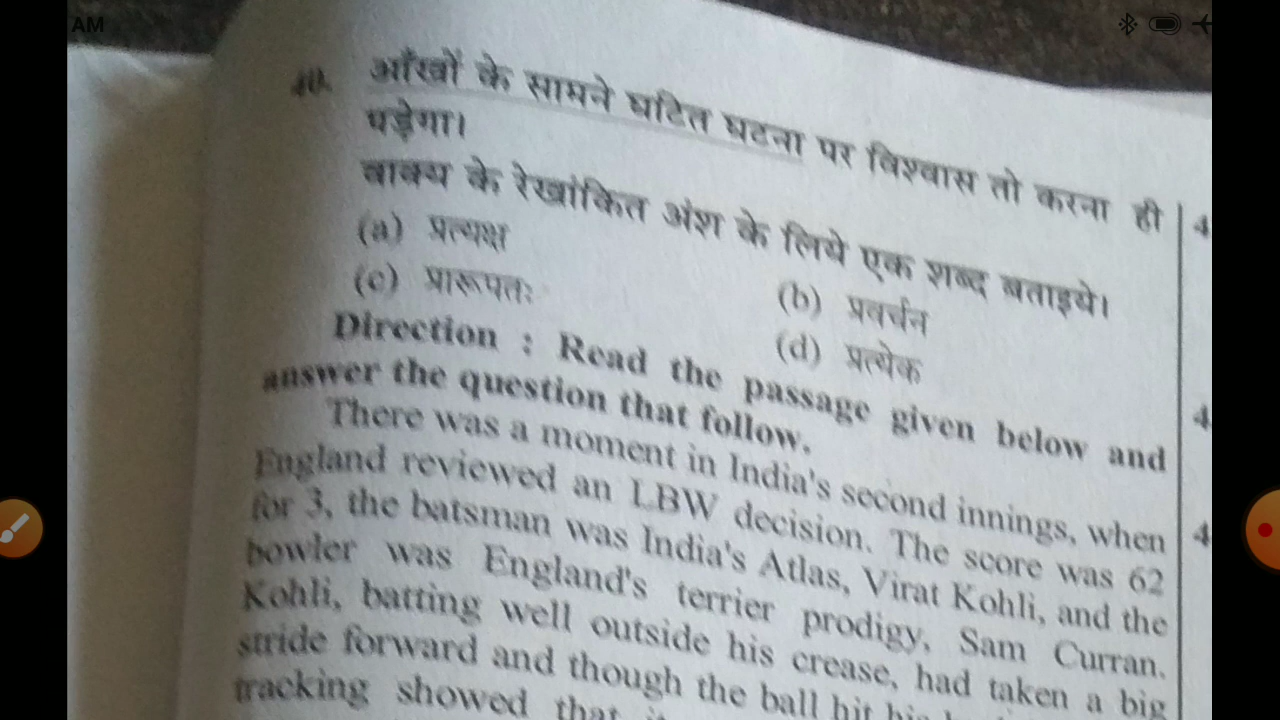 AM
40. आँखों के सामने घटित घटना पर विश्वास तो करना ही
पड़ेगा।
वाक्य के रेखांकित अंश के लिये एक शब्द बताइये।
(a) प्रत्यक्ष
(b) प्रवर्चन
(c) प्रारूपतः
(d) प्रत्येक
Direction : Read the passage given below and
answer the question that follow.
There was a moment in India's second innings, when
England reviewed an LBW decision. The score was 62
for 3, the batsman was India's Atlas, Virat Kohli, and the
bowler was England's terrier prodigy, Sam Curran.
Kohli, batting well outside his crease, had taken a big
stride forward and though the ball hit his
tracking showed that
4
4
4